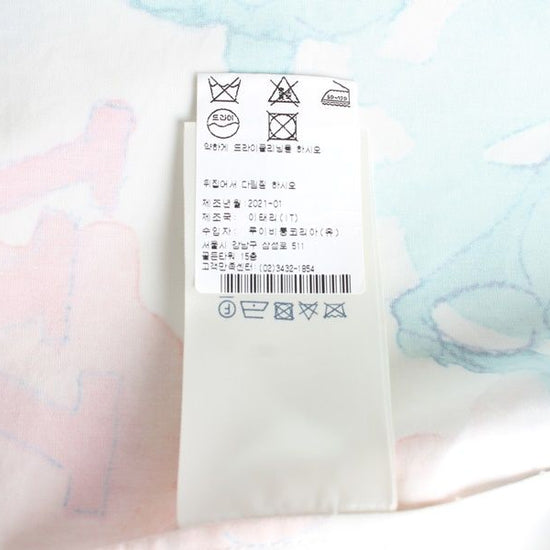 드라이
약하게 드라이클리닝을 하시오
뒤집어서 다림질 하시오
제조년월:2021-01
제조국: 이태리(IT)
수입자: 루이비통코리아(유)
서울시 강남구 삼성로 511
골든타워 15층
고객만족센터:(02)3432-1854
F